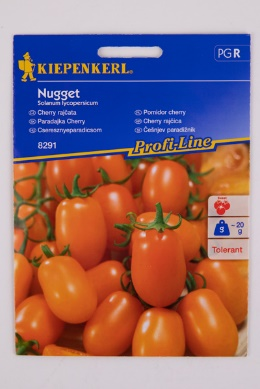 PG R
KIEPENKERL®
Nugget
Solanum lycopersicum
Cherry rajčata
Paradajka Cherry
Cseresznyeparadicsom
Pomidor cherry
Cherry rajčica
Češnjev paradižnik
8291
Profi-Line
g
~20
g
Tolerant